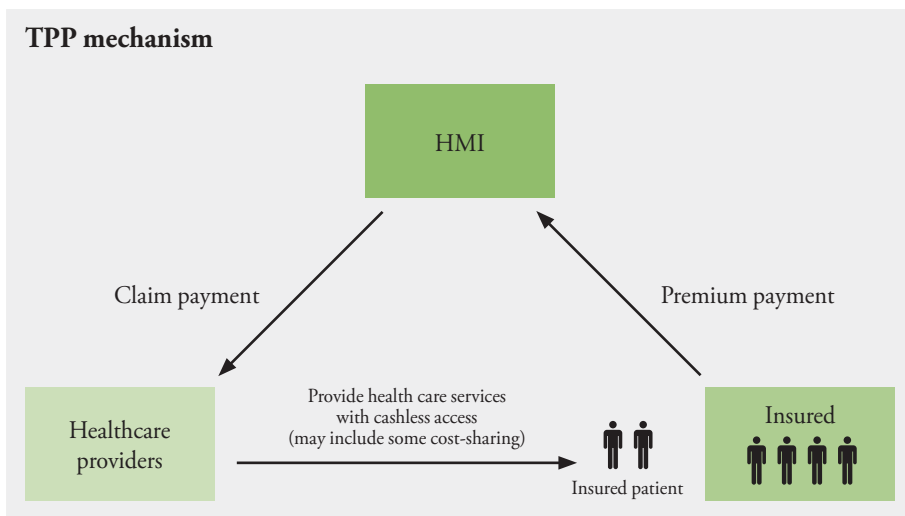 TPP mechanism
HMI
Claim payment
Premium payment
Provide health care services
with cashless access
(may include some cost-sharing)
Healthcare
providers
Insured patient
Insured